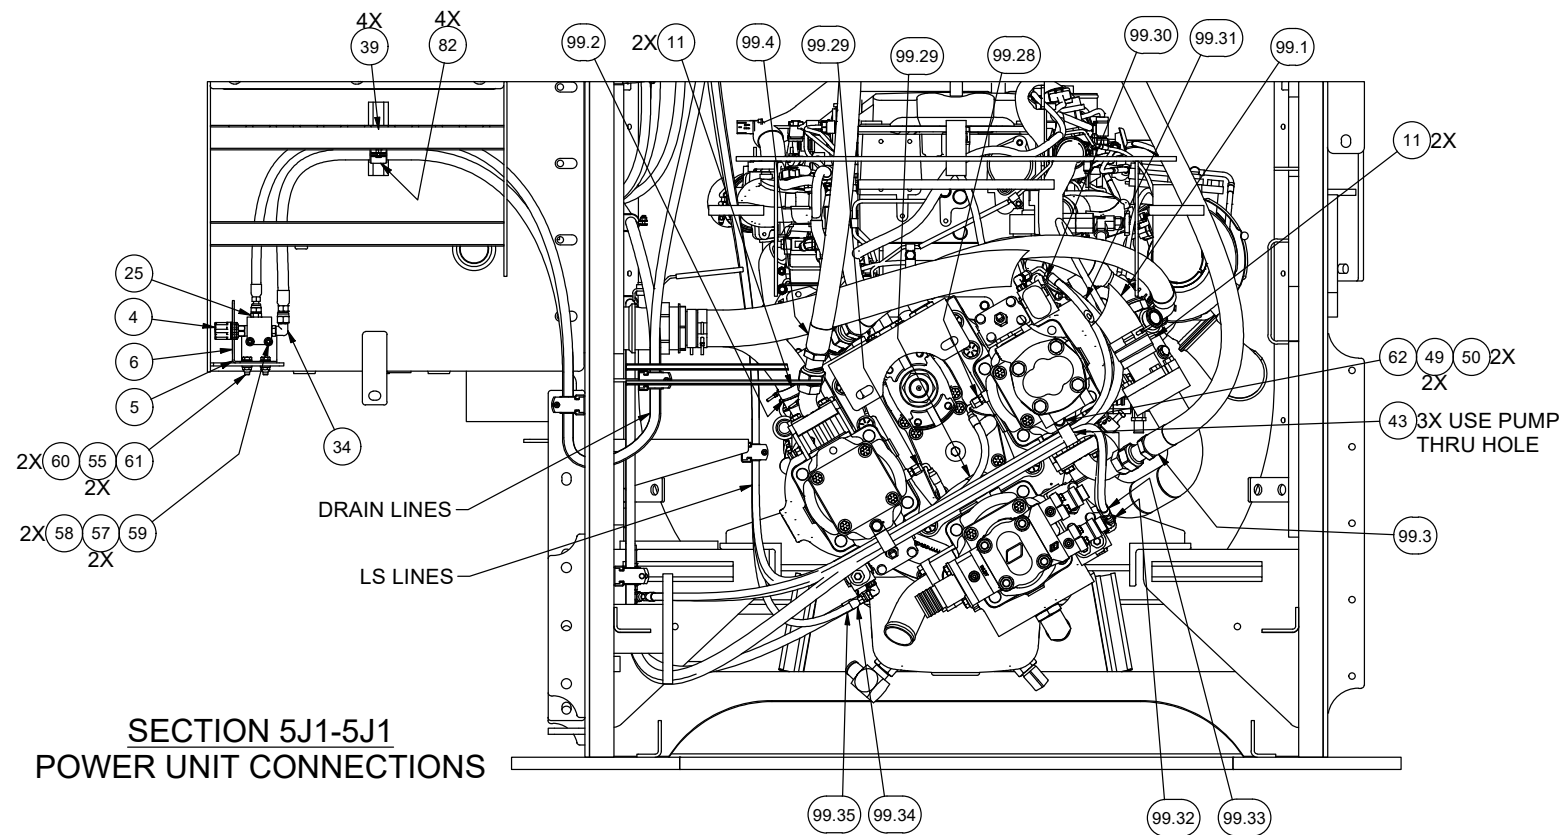 4X
39
4X
82
99.2
2X 11
99.4
99.29
99.29
99.28
99.30
99.31
99.1
11 2X
25
4
6
5
34
2X 60 55 61
2X
2X 58 57 59
2X
62 49 50 2X
2X
43 3X USE PUMP
THRU HOLE
DRAIN LINES
LS LINES
99.3
SECTION 5J1-5J1
POWER UNIT CONNECTIONS
99.35
99.34
99.32
99.33